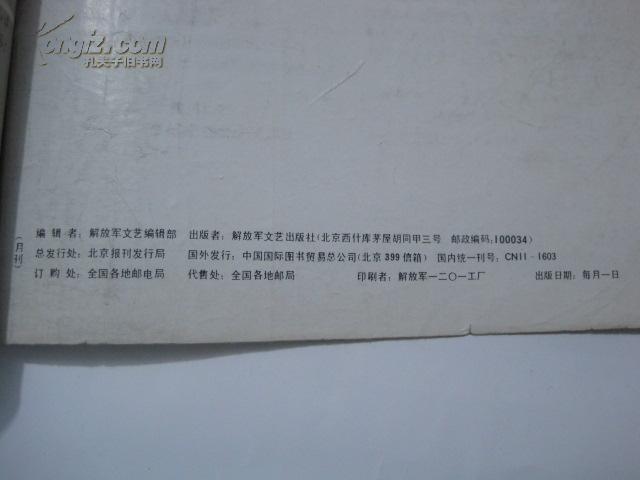 kongfz.com
孔夫子旧书网
(月刊)
编辑者：解放军文艺编辑部 出版者：解放军文艺出版社(北京西什库茅屋胡同甲三号 邮政编码：100034)
总发行处：北京报刊发行局 国外发行：中国国际图书贸易总公司(北京399信箱) 国内统一刊号：CN11-1603
订购处：全国各地邮电局 代售处：全国各地邮局 印刷者：解放军一二〇一工厂 出版日期：每月一日